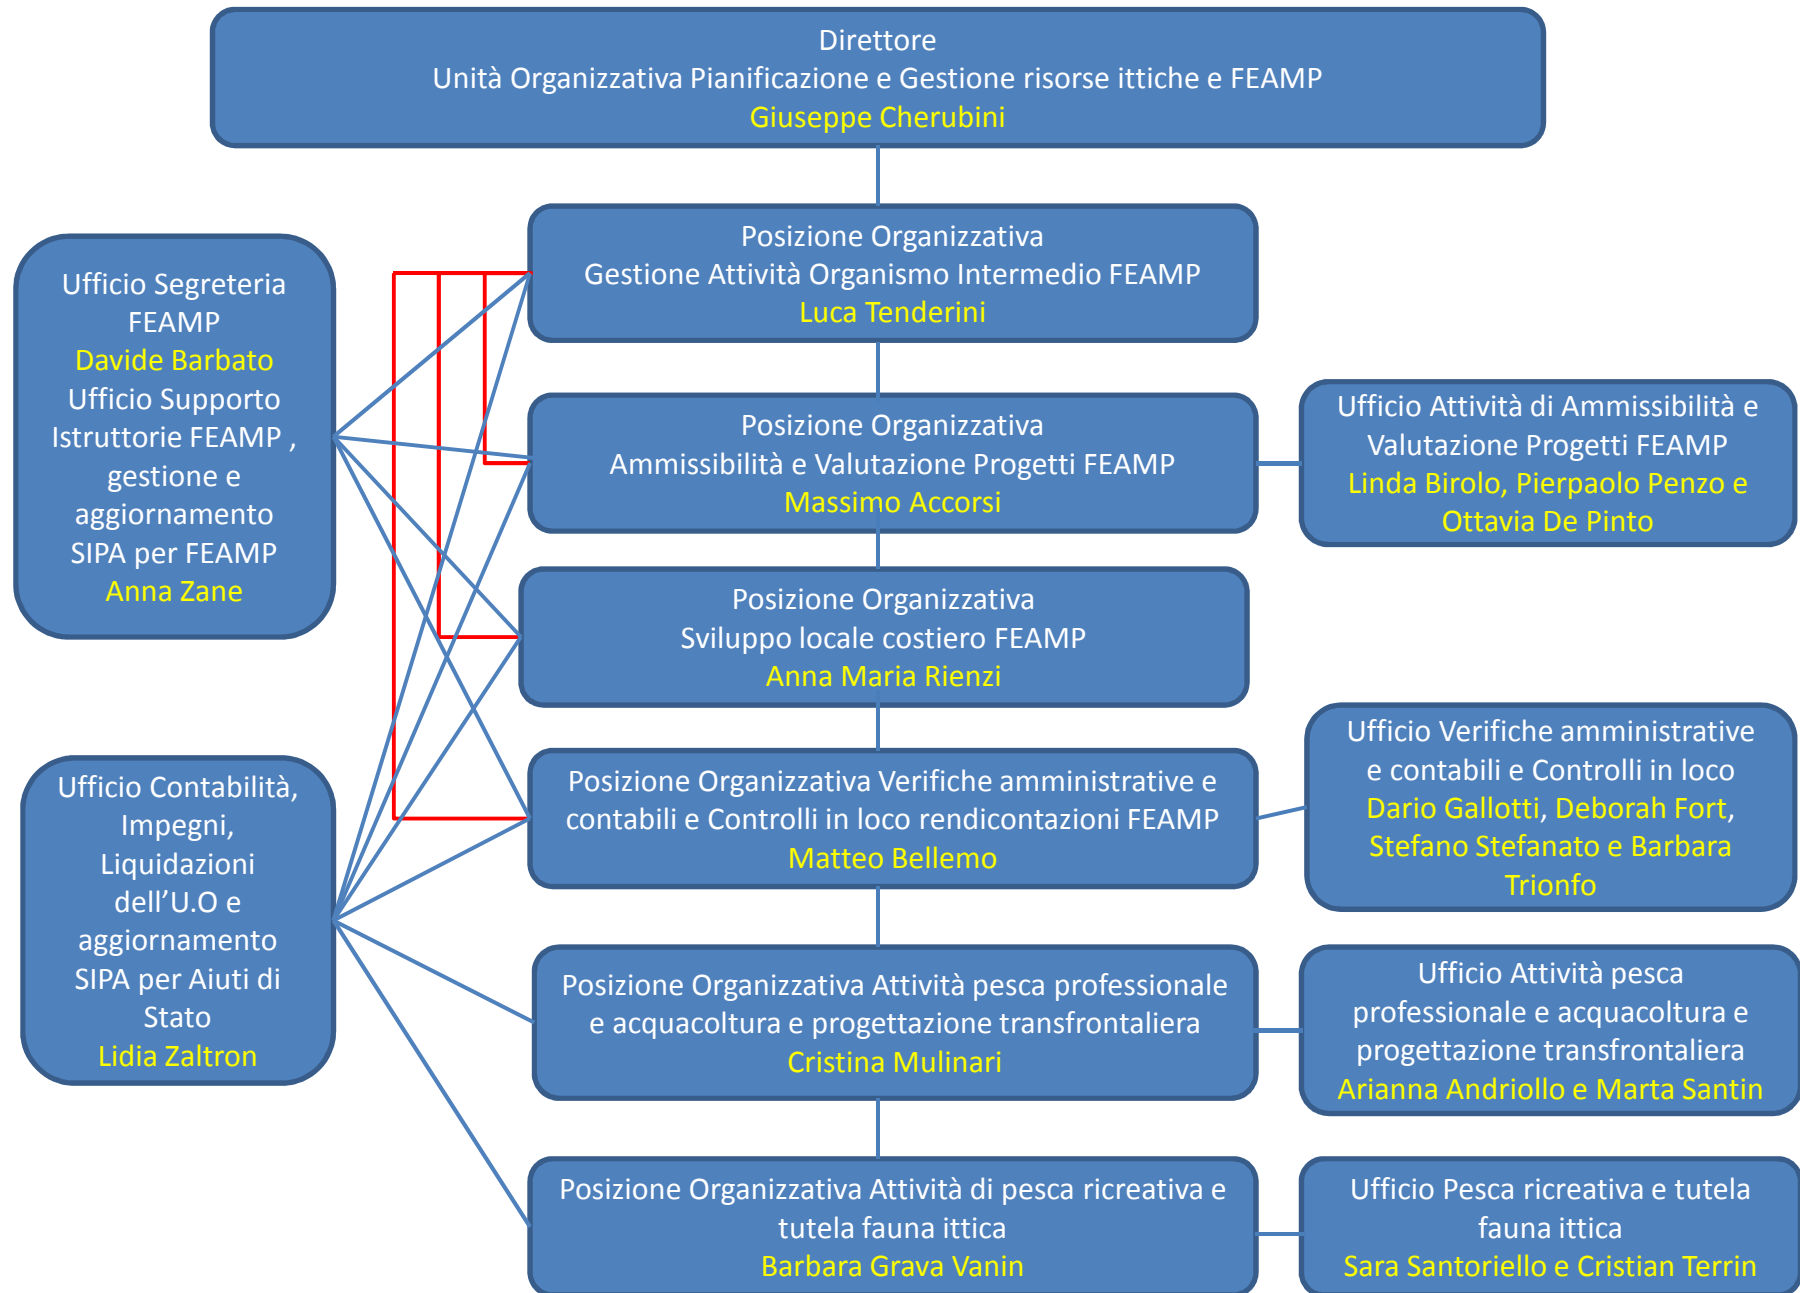 Direttore
Unità Organizzativa Pianificazione e Gestione risorse ittiche e FEAMP
Giuseppe Cherubini
Ufficio Segreteria
FEAMP
Davide Barbato
Ufficio Supporto
Istruttorie FEAMP ,
gestione e
aggiornamento
SIPA per FEAMP
Anna Zane
Ufficio Contabilità,
Impegni,
Liquidazioni
dell’U.O e
aggiornamento
SIPA per Aiuti di
Stato
Lidia Zaltron
Posizione Organizzativa
Gestione Attività Organismo Intermedio FEAMP
Luca Tenderini
Posizione Organizzativa
Ammissibilità e Valutazione Progetti FEAMP
Massimo Accorsi
Ufficio Attività di Ammissibilità e
Valutazione Progetti FEAMP
Linda Birolo, Pierpaolo Penzo e
Ottavia De Pinto
Posizione Organizzativa
Sviluppo locale costiero FEAMP
Anna Maria Rienzi
Posizione Organizzativa Verifiche amministrative e
contabili e Controlli in loco rendicontazioni FEAMP
Matteo Bellemo
Ufficio Verifiche amministrative
e contabili e Controlli in loco
Dario Gallotti, Deborah Fort,
Stefano Stefanato e Barbara
Trionfo
Posizione Organizzativa Attività pesca professionale
e acquacoltura e progettazione transfrontaliera
Cristina Mulinari
Ufficio Attività pesca
professionale e acquacoltura e
progettazione transfrontaliera
Arianna Andriollo e Marta Santin
Posizione Organizzativa Attività di pesca ricreativa e
tutela fauna ittica
Barbara Grava Vanin
Ufficio Pesca ricreativa e tutela
fauna ittica
Sara Santoriello e Cristian Terrin